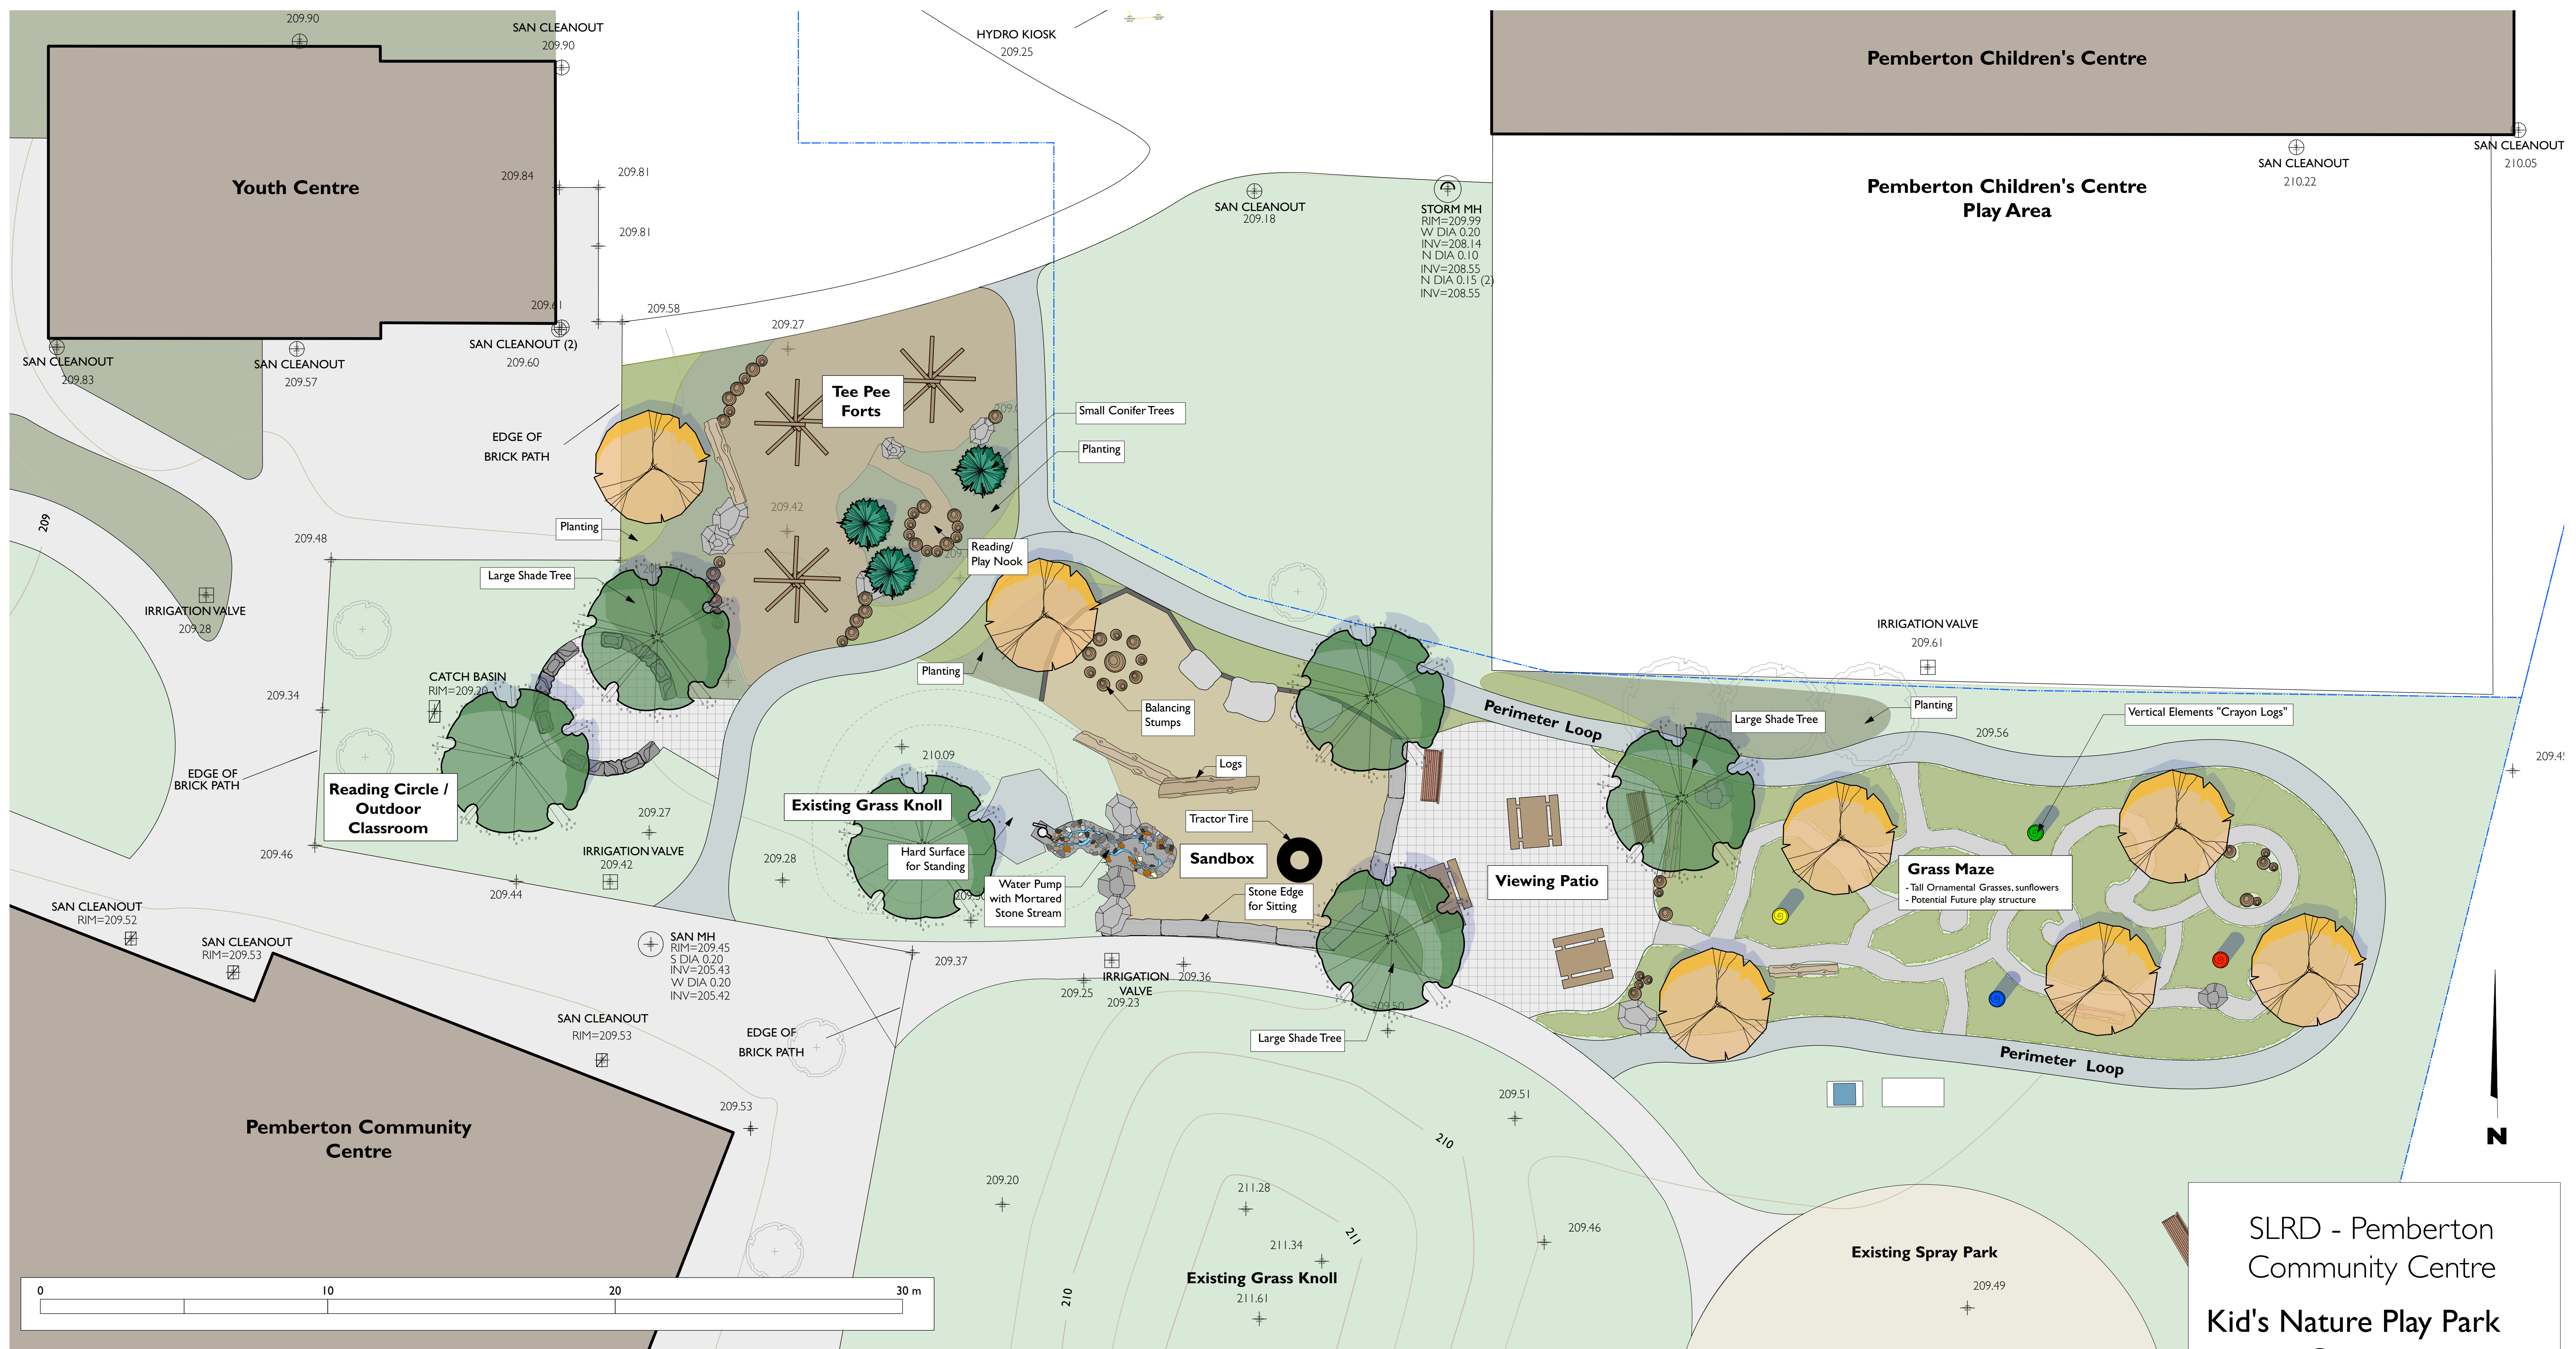 209.90
SAN CLEANOUT
209.90
HYDRO KIOSK
209.25
Pemberton Children's Centre
Youth Centre
209.84
209.81
209.81
209.61
209.58
SAN CLEANOUT
209.18
STORM MH
RIM=209.99
W DIA 0.20
INV=208.14
N DIA 0.10
INV=208.55
N DIA 0.15 (2)
INV=208.55
Pemberton Children's Centre
Play Area
SAN CLEANOUT
210.22
SAN CLEANOUT
210.05
SAN CLEANOUT
209.83
SAN CLEANOUT
209.57
SAN CLEANOUT (2)
209.60
209.27
Tee Pee
Forts
Small Conifer Trees
Planting
EDGE OF
BRICK PATH
209.42
Planting
Reading/
Play Nook
209
209.48
Large Shade Tree
IRRIGATION VALVE
209.28
CATCH BASIN
RIM=209.20
209.34
EDGE OF
BRICK PATH
Reading Circle /
Outdoor
Classroom
209.46
209.44
209.27
IRRIGATION VALVE
209.42
209.28
Planting
Balancing
Stumps
Logs
210.09
Existing Grass Knoll
Hard Surface
for Standing
Water Pump
with Mortared
Stone Stream
Tractor Tire
Sandbox
Stone Edge
for Sitting
Perimeter Loop
Large Shade Tree
Planting
IRRIGATION VALVE
209.61
209.56
Vertical Elements "Crayon Logs"
Viewing Patio
Grass Maze
- Tall Ornamental Grasses, sunflowers
- Potential Future play structure
Perimeter Loop
SAN CLEANOUT
RIM=209.52
SAN CLEANOUT
RIM=209.53
SAN MH
RIM=209.45
S DIA 0.20
INV=205.43
W DIA 0.20
INV=205.42
SAN CLEANOUT
RIM=209.53
209.37
209.25
IRRIGATION
VALVE
209.23
209.36
209.50
Large Shade Tree
EDGE OF
BRICK PATH
209.53
Pemberton Community
Centre
209.51
210
209.20
211.28
211.34
211
209.46
Existing Grass Knoll
211.61
210
Existing Spray Park
209.49
N
0 10 20 30 m
SLRD - Pemberton
Community Centre
Kid's Nature Play Park